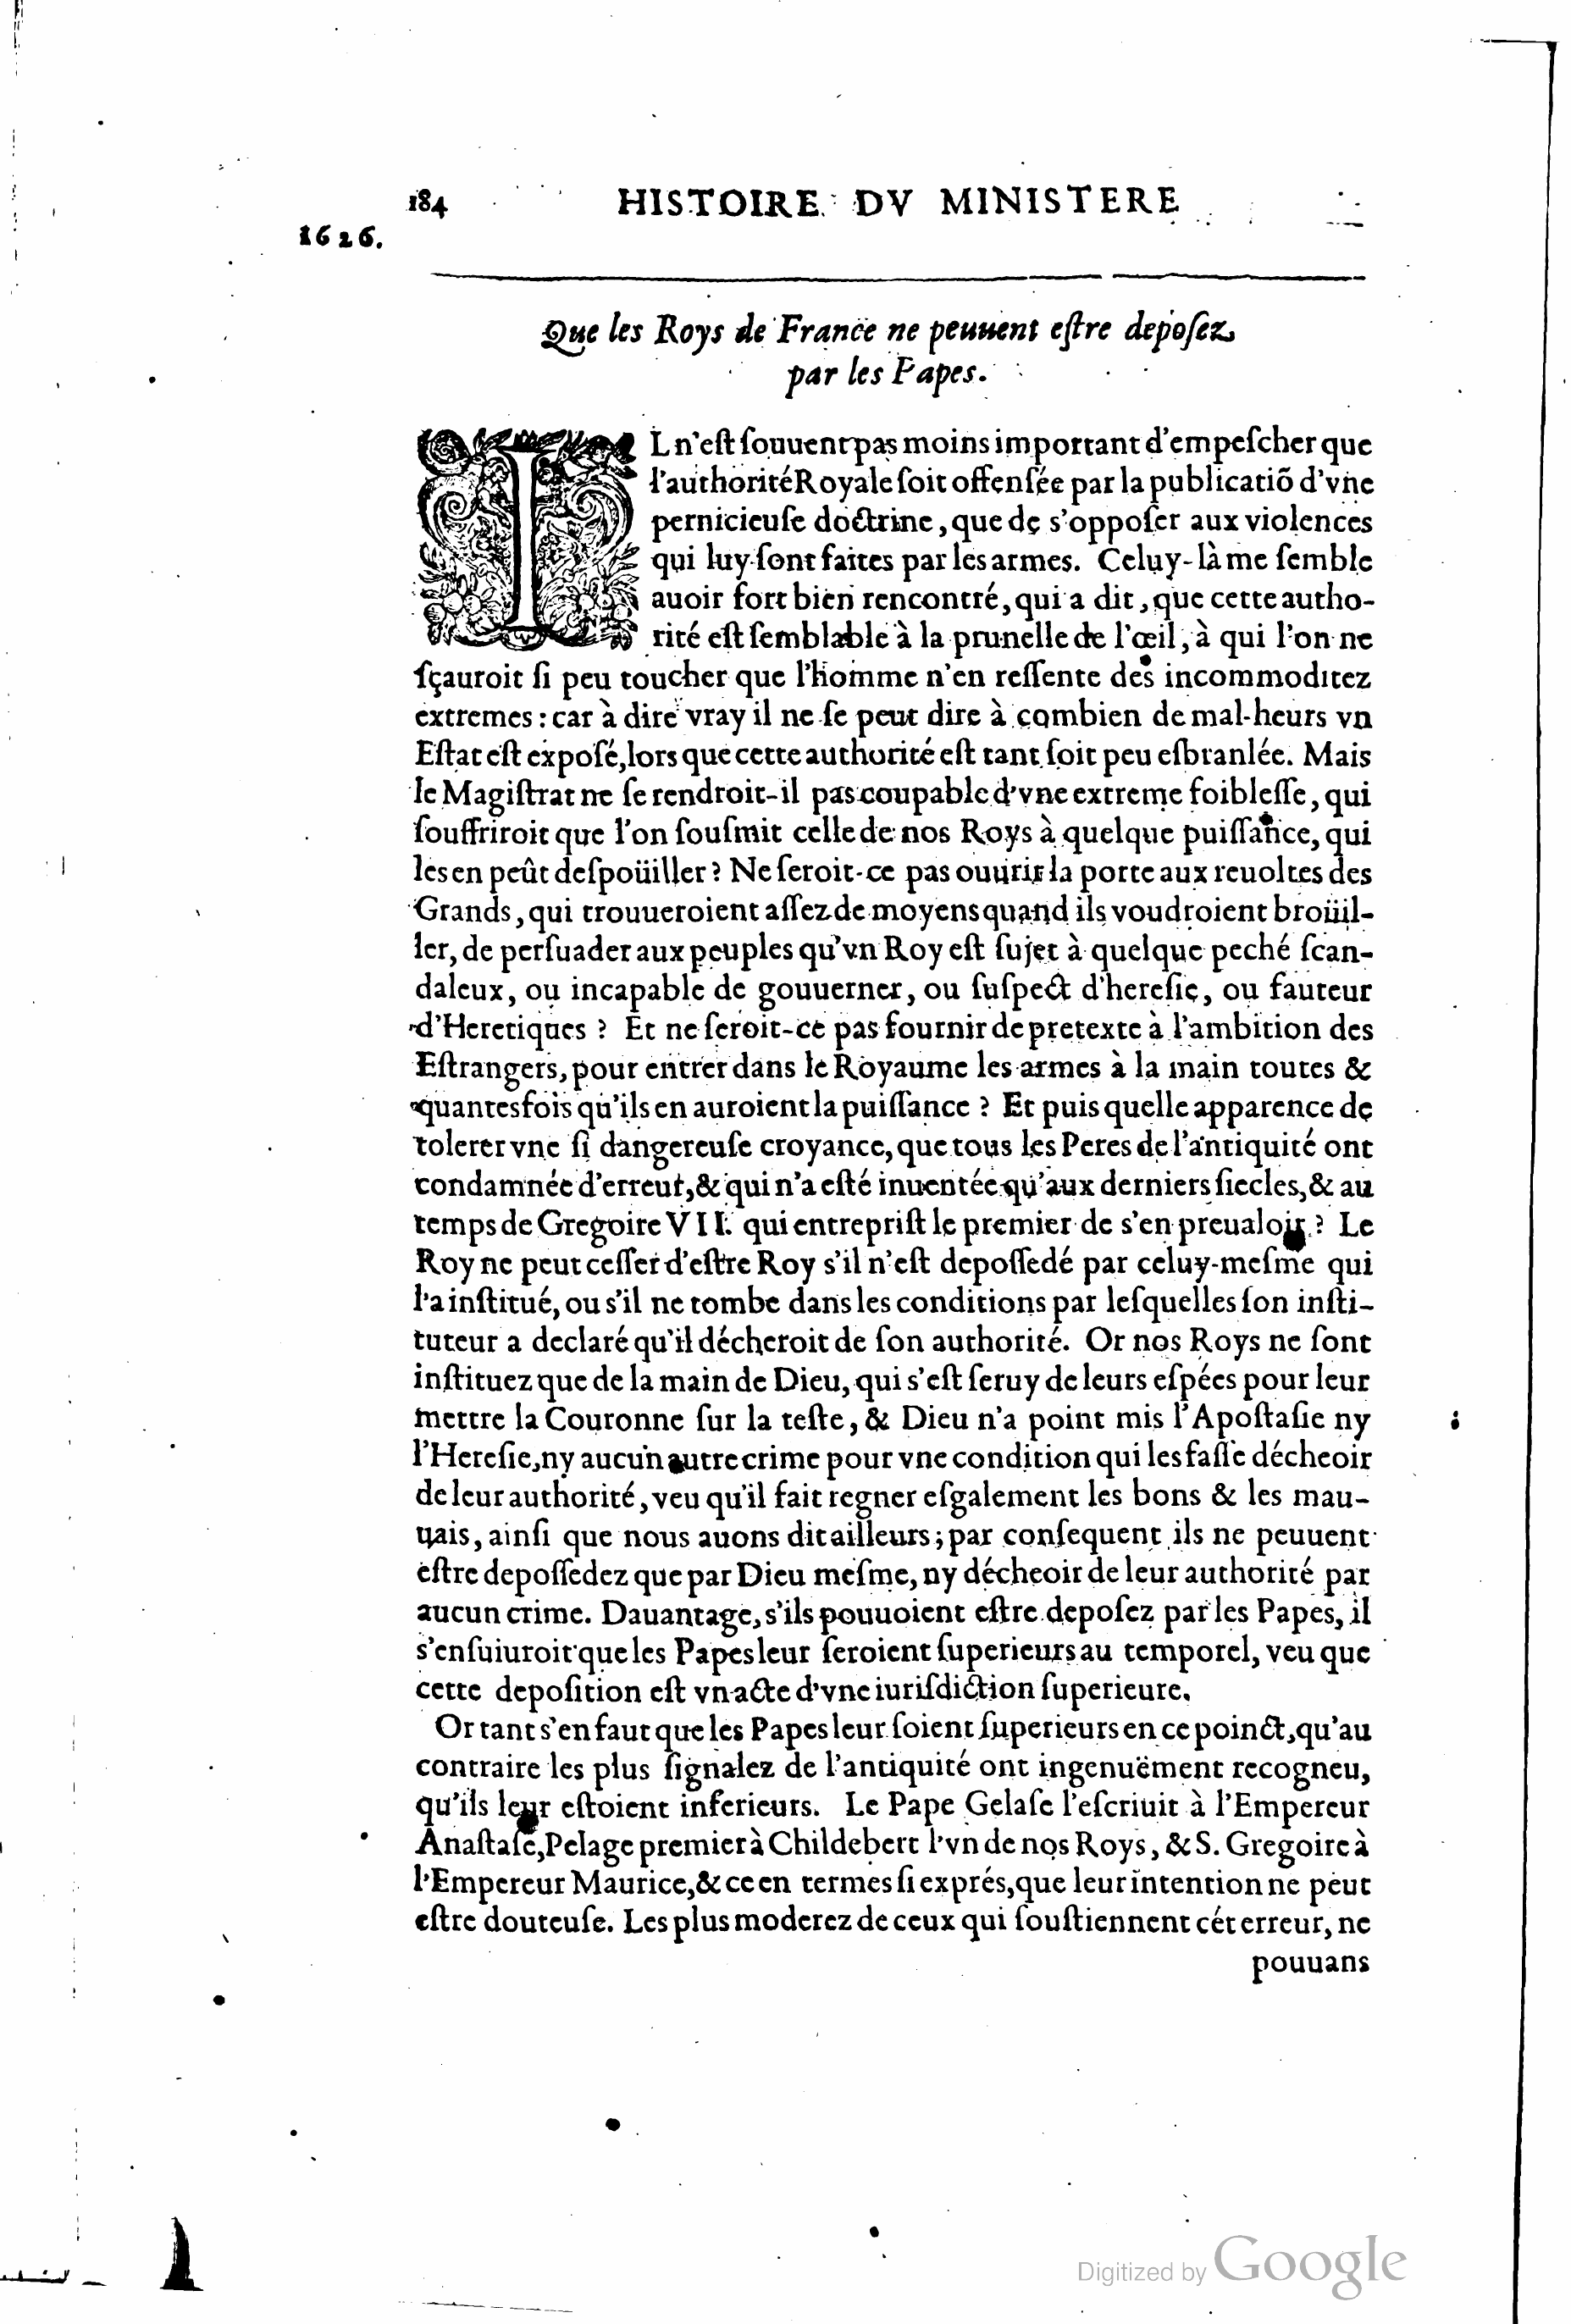 184 HISTOIRE DV MINISTERE
1626.
Que les Roys de France ne peuuent eſtre depoſez
par les Papes.
IL n'eſt ſouuent pas moins important d'empeſcher que
l'authorité Royale ſoit offenſée par la publicatiõ d'vne
pernicieuſe doctrine, que de s'oppoſer aux violences
qui luy ſont faites par les armes. Celuy-là me ſemble
auoir fort bien rencontré, qui a dit, que cette autho-
rité eſt ſemblable à la prunelle de l'œil, à qui l'on ne
ſçauroit ſi peu toucher que l'homme n'en reſſente des incommoditez
extremes: car à dire vray il ne ſe peut dire à combien de mal-heurs vn
Eſtat eſt expoſé, lors que cette authorité eſt tant ſoit peu eſbranlée. Mais
le Magiſtrat ne ſe rendroit-il pas coupable d'vne extreme foibleſſe, qui
ſouffriroit que l'on ſouſmit celle de nos Roys à quelque puiſſance, qui
les en peût deſpoüiller? Ne ſeroit-ce pas ouurir la porte aux reuoltes des
Grands, qui trouueroient aſſez de moyens quand ils voudroient broüil-
ler, de perſuader aux peuples qu'vn Roy eſt ſujet à quelque peché ſcan-
daleux, ou incapable de gouuerner, ou ſuſpect d'hereſie, ou fauteur
d'Heretiques? Et ne ſeroit-ce pas fournir de pretexte à l'ambition des
Eſtrangers, pour entrer dans le Royaume les armes à la main toutes &
quantesfois qu'ils en auroient la puiſſance? Et puis quelle apparence de
tolerer vne ſi dangereuſe croyance, que tous les Peres de l'antiquité ont
condamnée d'erreur, & qui n'a eſté inuentée qu'aux derniers ſiecles, & au
temps de Gregoire VII. qui entrepriſt le premier de s'en preualoir? Le
Roy ne peut ceſſer d'eſtre Roy s'il n'eſt depoſſedé par celuy-meſme qui
l'a inſtitué, ou s'il ne tombe dans les conditions par leſquelles ſon inſti-
tuteur a declaré qu'il décheroit de ſon authorité. Or nos Roys ne ſont
inſtituez que de la main de Dieu, qui s'eſt ſeruy de leurs eſpées pour leur
mettre la Couronne ſur la teſte, & Dieu n'a point mis l'Apoſtaſie ny
l'Hereſie, ny aucun autre crime pour vne condition qui les faſſe décheoir
de leur authorité, veu qu'il fait regner eſgalement les bons & les mau-
uais, ainſi que nous auons dit ailleurs; par conſequent ils ne peuuent
eſtre depoſſedez que par Dieu meſme, ny décheoir de leur authorité par
aucun crime. Dauantage, s'ils pouuoient eſtre depoſez par les Papes, il
s'enſuiuroit que les Papes leur ſeroient ſuperieurs au temporel, veu que
cette depoſition eſt vn acte d'vne iuriſdiction ſuperieure.
Or tant s'en faut que les Papes leur ſoient ſuperieurs en ce poinct, qu'au
contraire les plus ſignalez de l'antiquité ont ingenuëment recogneu,
qu'ils leur eſtoient inferieurs. Le Pape Gelaſe l'eſcriuit à l'Empereur
Anaſtaſe, Pelage premier à Childebert l'vn de nos Roys, & S. Gregoire à
l'Empereur Maurice, & ce en termes ſi exprés, que leur intention ne peut
eſtre douteuſe. Les plus moderez de ceux qui ſouſtiennent cét erreur, ne
pouuans
Digitized by Google